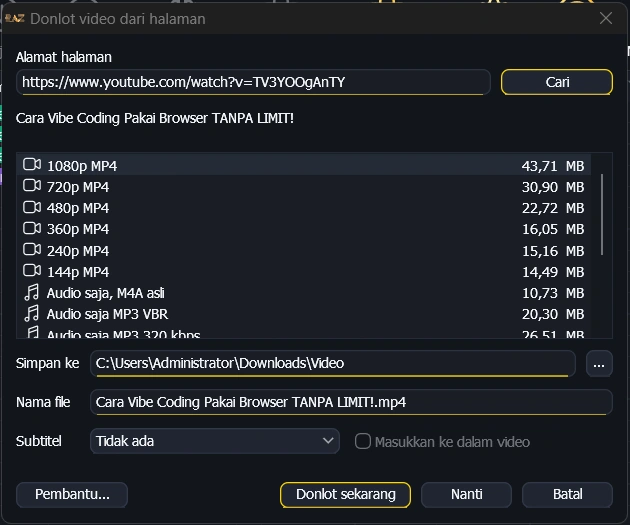 RAZ Donlot video dari halaman
Alamat halaman
https://www.youtube.com/watch?v=TV3YOOgAnTY
Cari
Cara Vibe Coding Pakai Browser TANPA LIMIT!
1080p MP4 43,71 MB
720p MP4 30,90 MB
480p MP4 22,72 MB
360p MP4 16,05 MB
240p MP4 15,16 MB
144p MP4 14,49 MB
Audio saja, M4A asli 10,73 MB
Audio saja MP3 VBR 20,30 MB
Audio saja MP3 320 kbps 26,51 MB
Simpan ke C:\Users\Administrator\Downloads\Video ...
Nama file Cara Vibe Coding Pakai Browser TANPA LIMIT!.mp4
Subtitel Tidak ada Masukkan ke dalam video
Pembantu... Donlot sekarang Nanti Batal